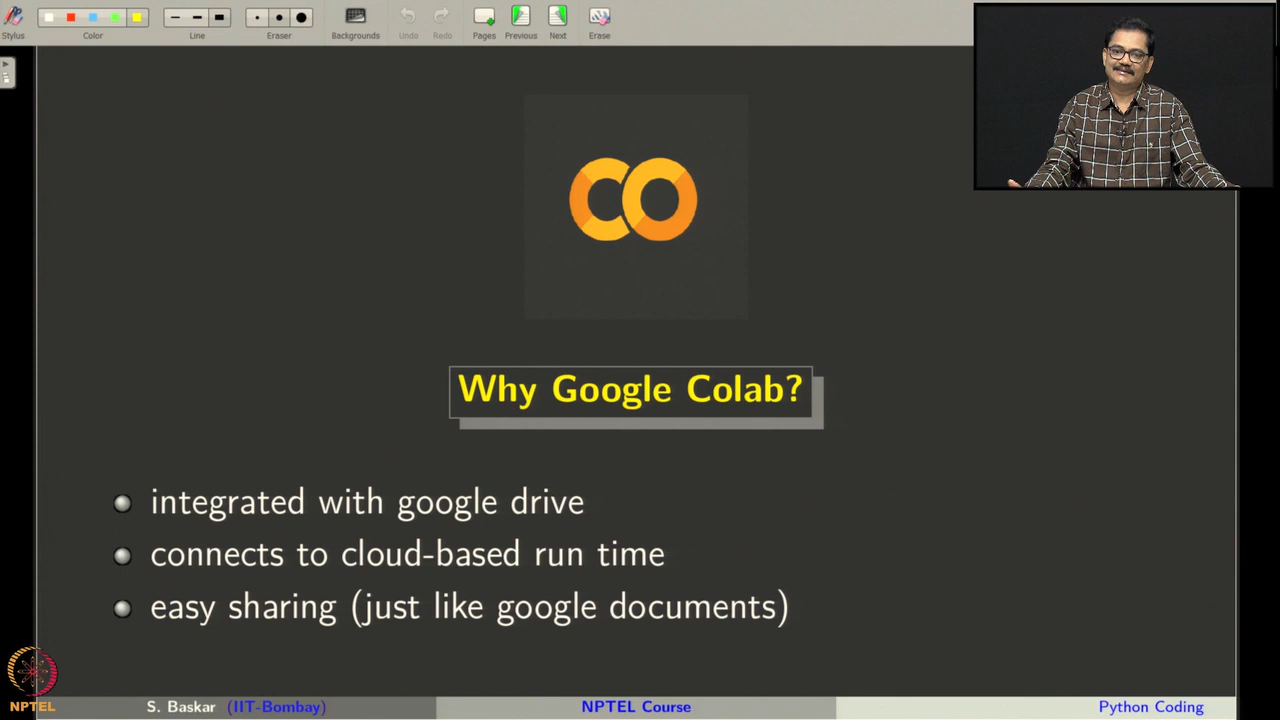 Stylus
Color
Line
Eraser
Backgrounds
Undo
Redo
Pages
Previous
Next
Erase
CO
Why Google Colab?
integrated with google drive
connects to cloud-based run time
easy sharing (just like google documents)
NPTEL
S. Baskar (IIT-Bombay)
NPTEL Course
Python Coding